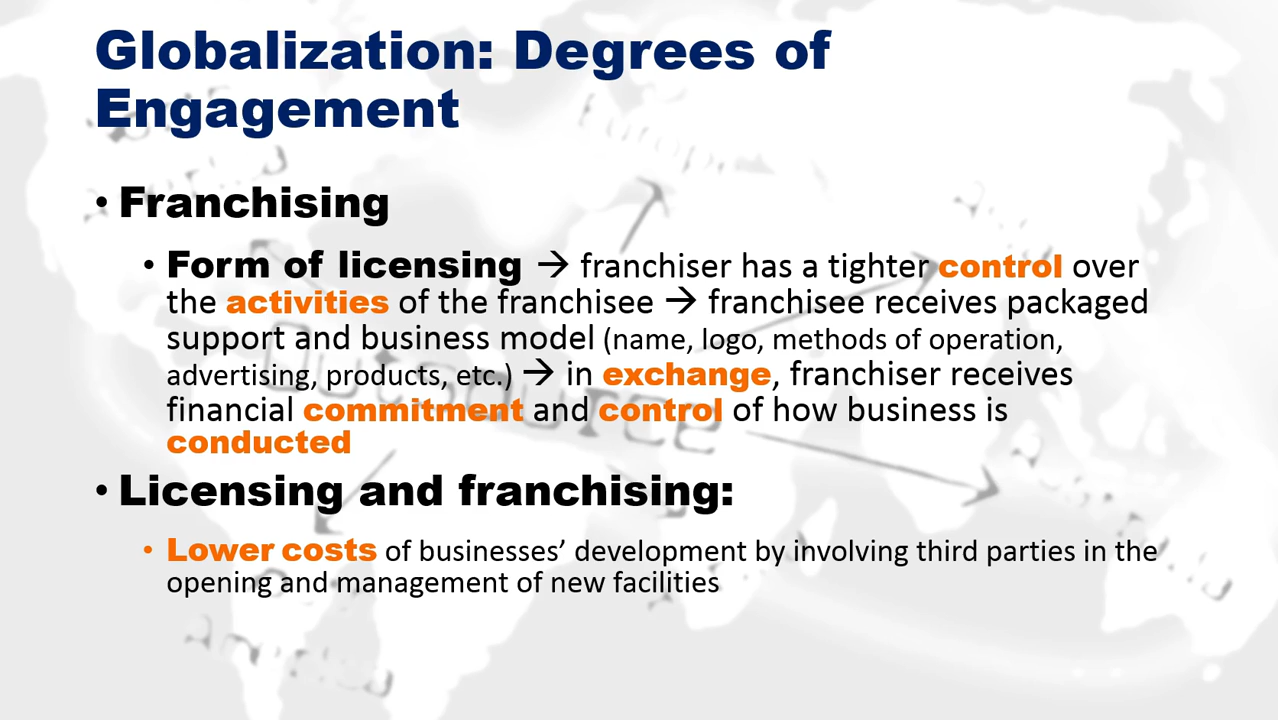 Globalization: Degrees of
Engagement
• Franchising
• Form of licensing → franchiser has a tighter control over
the activities of the franchisee → franchisee receives packaged
support and business model (name, logo, methods of operation,
advertising, products, etc.) → in exchange, franchiser receives
financial commitment and control of how business is
conducted
• Licensing and franchising:
• Lower costs of businesses’ development by involving third parties in the
opening and management of new facilities
Outsource